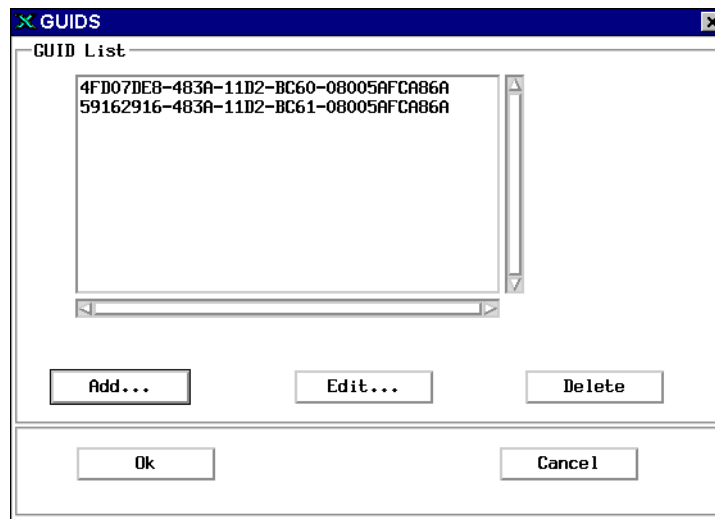 GUIDS
GUID List
4FD07DE8-483A-11D2-BC60-08005AFCA86A
59162916-483A-11D2-BC61-08005AFCA86A
Add... Edit... Delete
Ok Cancel